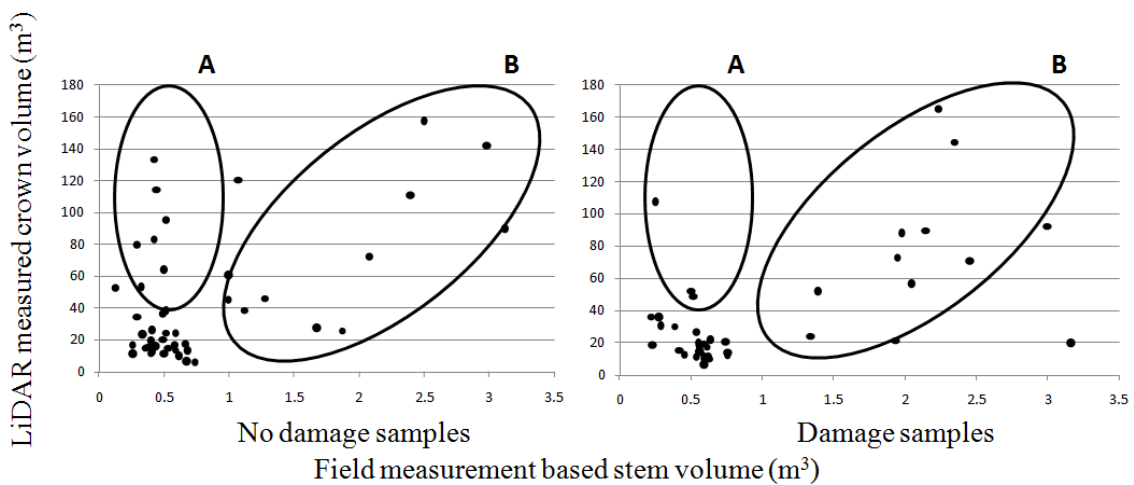 LiDAR measured crown volume (m³)
A B
A B
180
160
140
120
100
80
60
40
20
0
0 0.5 1 1.5 2 2.5 3 3.5
180
160
140
120
100
80
60
40
20
0
0 0.5 1 1.5 2 2.5 3 3.5
No damage samples
Damage samples
Field measurement based stem volume (m³)